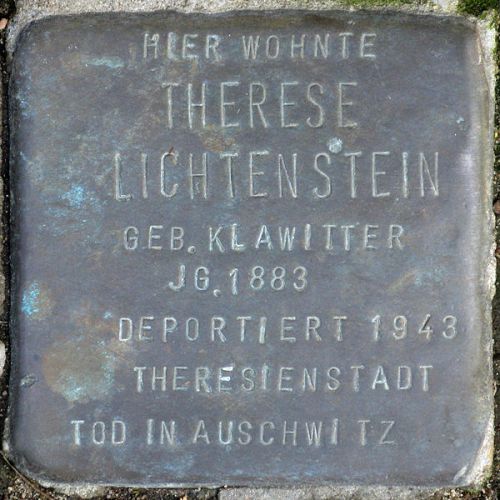 HIER WOHNTE
THERESE
LICHTENSTEIN
GEB. KLAWITTER
JG. 1883
DEPORTIERT 1943
THERESIENSTADT
TOD IN AUSCHWITZ